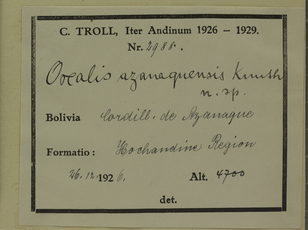 C. TROLL, Iter Andinum 1926 – 1929.
Nr. 2988.
Oxalis azanaquensis Knuth
n. sp.
Bolivia Cordill. de Azanaque
Formatio: Hochandine Region
26.12.1926. Alt. 4700
det.